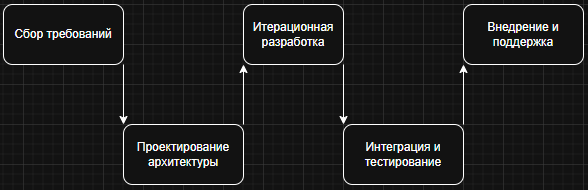 Сбор требований
Итерационная
разработка
Внедрение и
поддержка
Проектирование
архитектуры
Интеграция и
тестирование